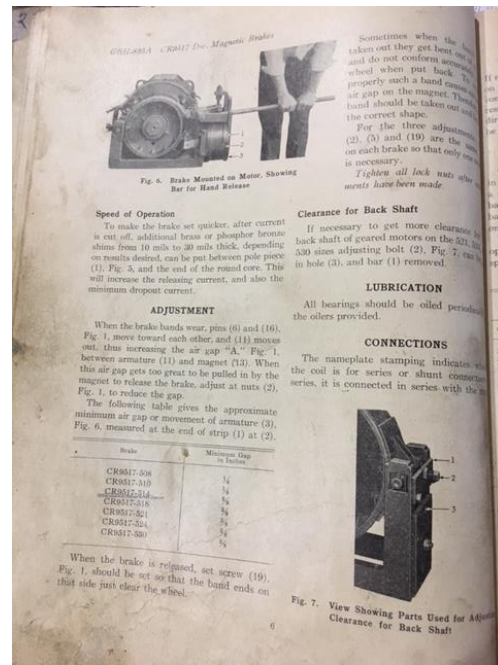 GEH-885A CR9517 D-c. Magnetic Brakes
1
2
3
Fig. 6. Brake Mounted on Motor, Showing
Bar for Hand Release
Speed of Operation
To make the brake set quicker, after current
is cut off, additional brass or phosphor bronze
shims from 10 mils to 30 mils thick, depending
on results desired, can be put between pole piece
(1), Fig. 5, and the end of the round core. This
will increase the releasing current, and also the
minimum dropout current.
ADJUSTMENT
When the brake bands wear, pins (6) and (16),
Fig. 1, move toward each other, and (11) moves
out, thus increasing the air gap "A," Fig. 1,
between armature (11) and magnet (13). When
this air gap gets too great to be pulled in by the
magnet to release the brake, adjust at nuts (2),
Fig. 1, to reduce the gap.
The following table gives the approximate
minimum air gap or movement of armature (3),
Fig. 6, measured at the end of strip (1) at (2).
Brake Minimum Gap
in Inches
CR9517-508
CR9517-510
CR9517-514
CR9517-518
CR9517-521
CR9517-524
CR9517-530
When the brake is released, set screw (19),
Fig. 1, should be set so that the band ends on
that side just clear the wheel.
6
Sometimes when the
taken out they get bent
and do not conform
wheel when put back.
properly such a band
air gap on the magnet.
band should be taken out
the correct shape.
For the three
(2), (5) and (19) are the
on each brake so that only
is necessary.
Tighten all lock nuts after
ments have been made.
Clearance for Back Shaft
If necessary to get more
back shaft of geared motors on the 521,
530 sizes adjusting bolt (2), Fig. 7, can
in hole (3), and bar (1) removed.
LUBRICATION
All bearings should be oiled
the oilers provided.
CONNECTIONS
The nameplate stamping indicates
the coil is for series or shunt
series, it is connected in series with the
1
2
3
Fig. 7. View Showing Parts Used for
Clearance for Back Shaft